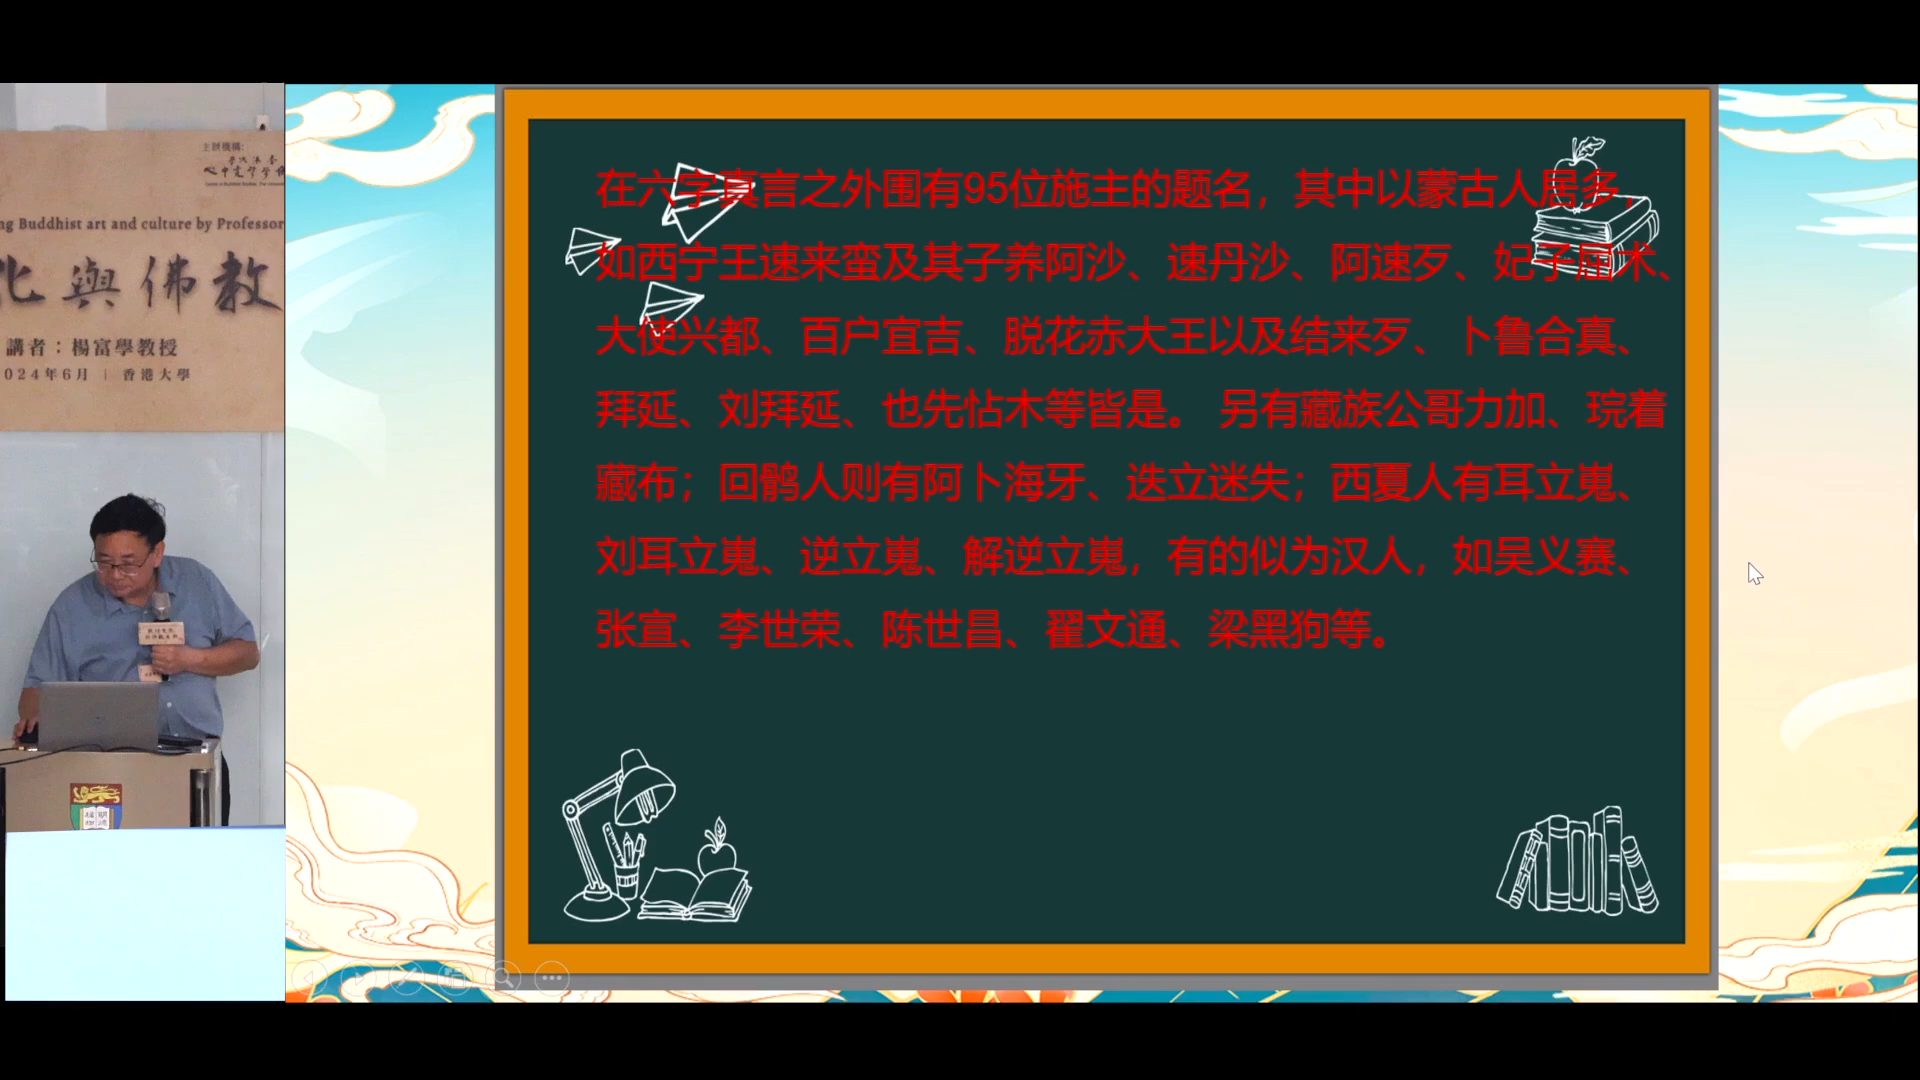 主辦機構:
ng Buddhist art and culture by Professor
化與佛教
講者：楊富學教授
024年6月 | 香港大學
在六字真言之外围有95位施主的题名，其中以蒙古人居多，
如西宁王速来蛮及其子养阿沙、速丹沙、阿速歹、妃子屈术、
大使兴都、百户宜吉、脱花赤大王以及结来歹、卜鲁合真、
拜延、刘拜延、也先怗木等皆是。 另有藏族公哥力加、琓着
藏布；回鹘人则有阿卜海牙、迭立迷失；西夏人有耳立嵬、
刘耳立嵬、逆立嵬、解逆立嵬，有的似为汉人，如吴义赛、
张宣、李世荣、陈世昌、翟文通、梁黑狗等。